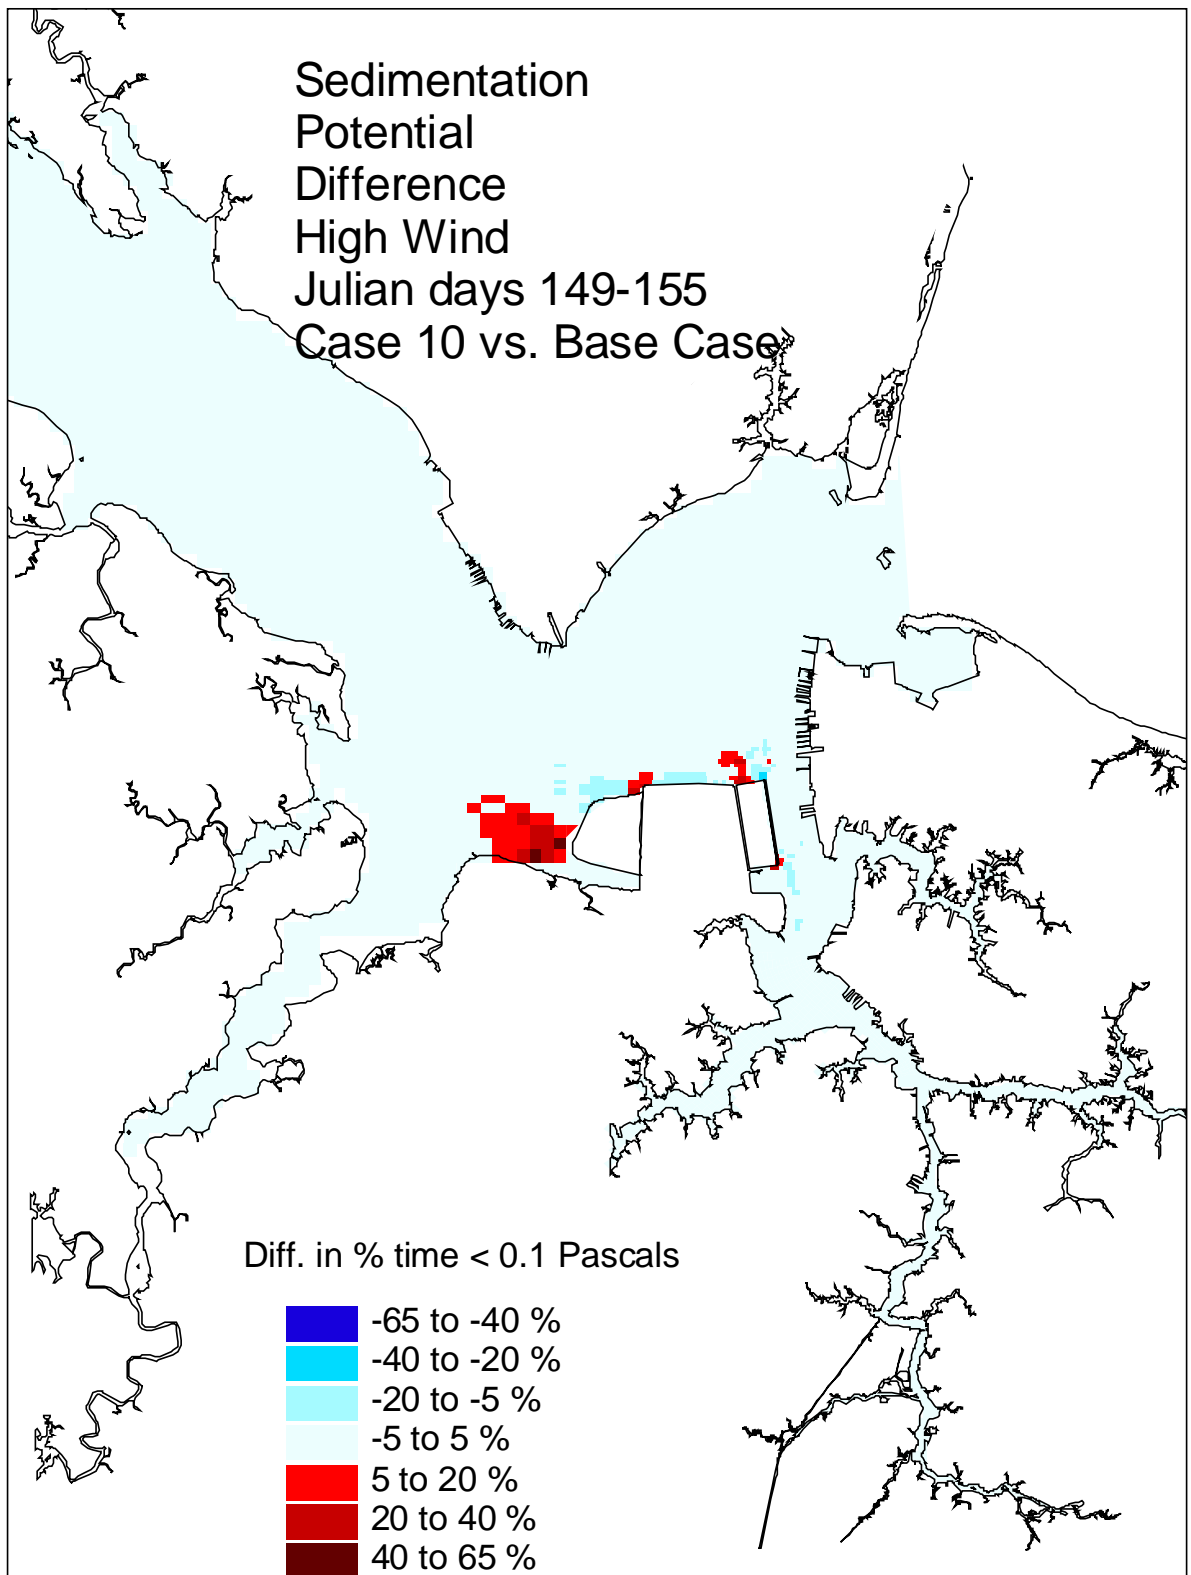 Sedimentation
Potential
Difference
High Wind
Julian days 149-155
Case 10 vs. Base Case
Diff. in % time < 0.1 Pascals
-65 to -40 %
-40 to -20 %
-20 to -5 %
-5 to 5 %
5 to 20 %
20 to 40 %
40 to 65 %